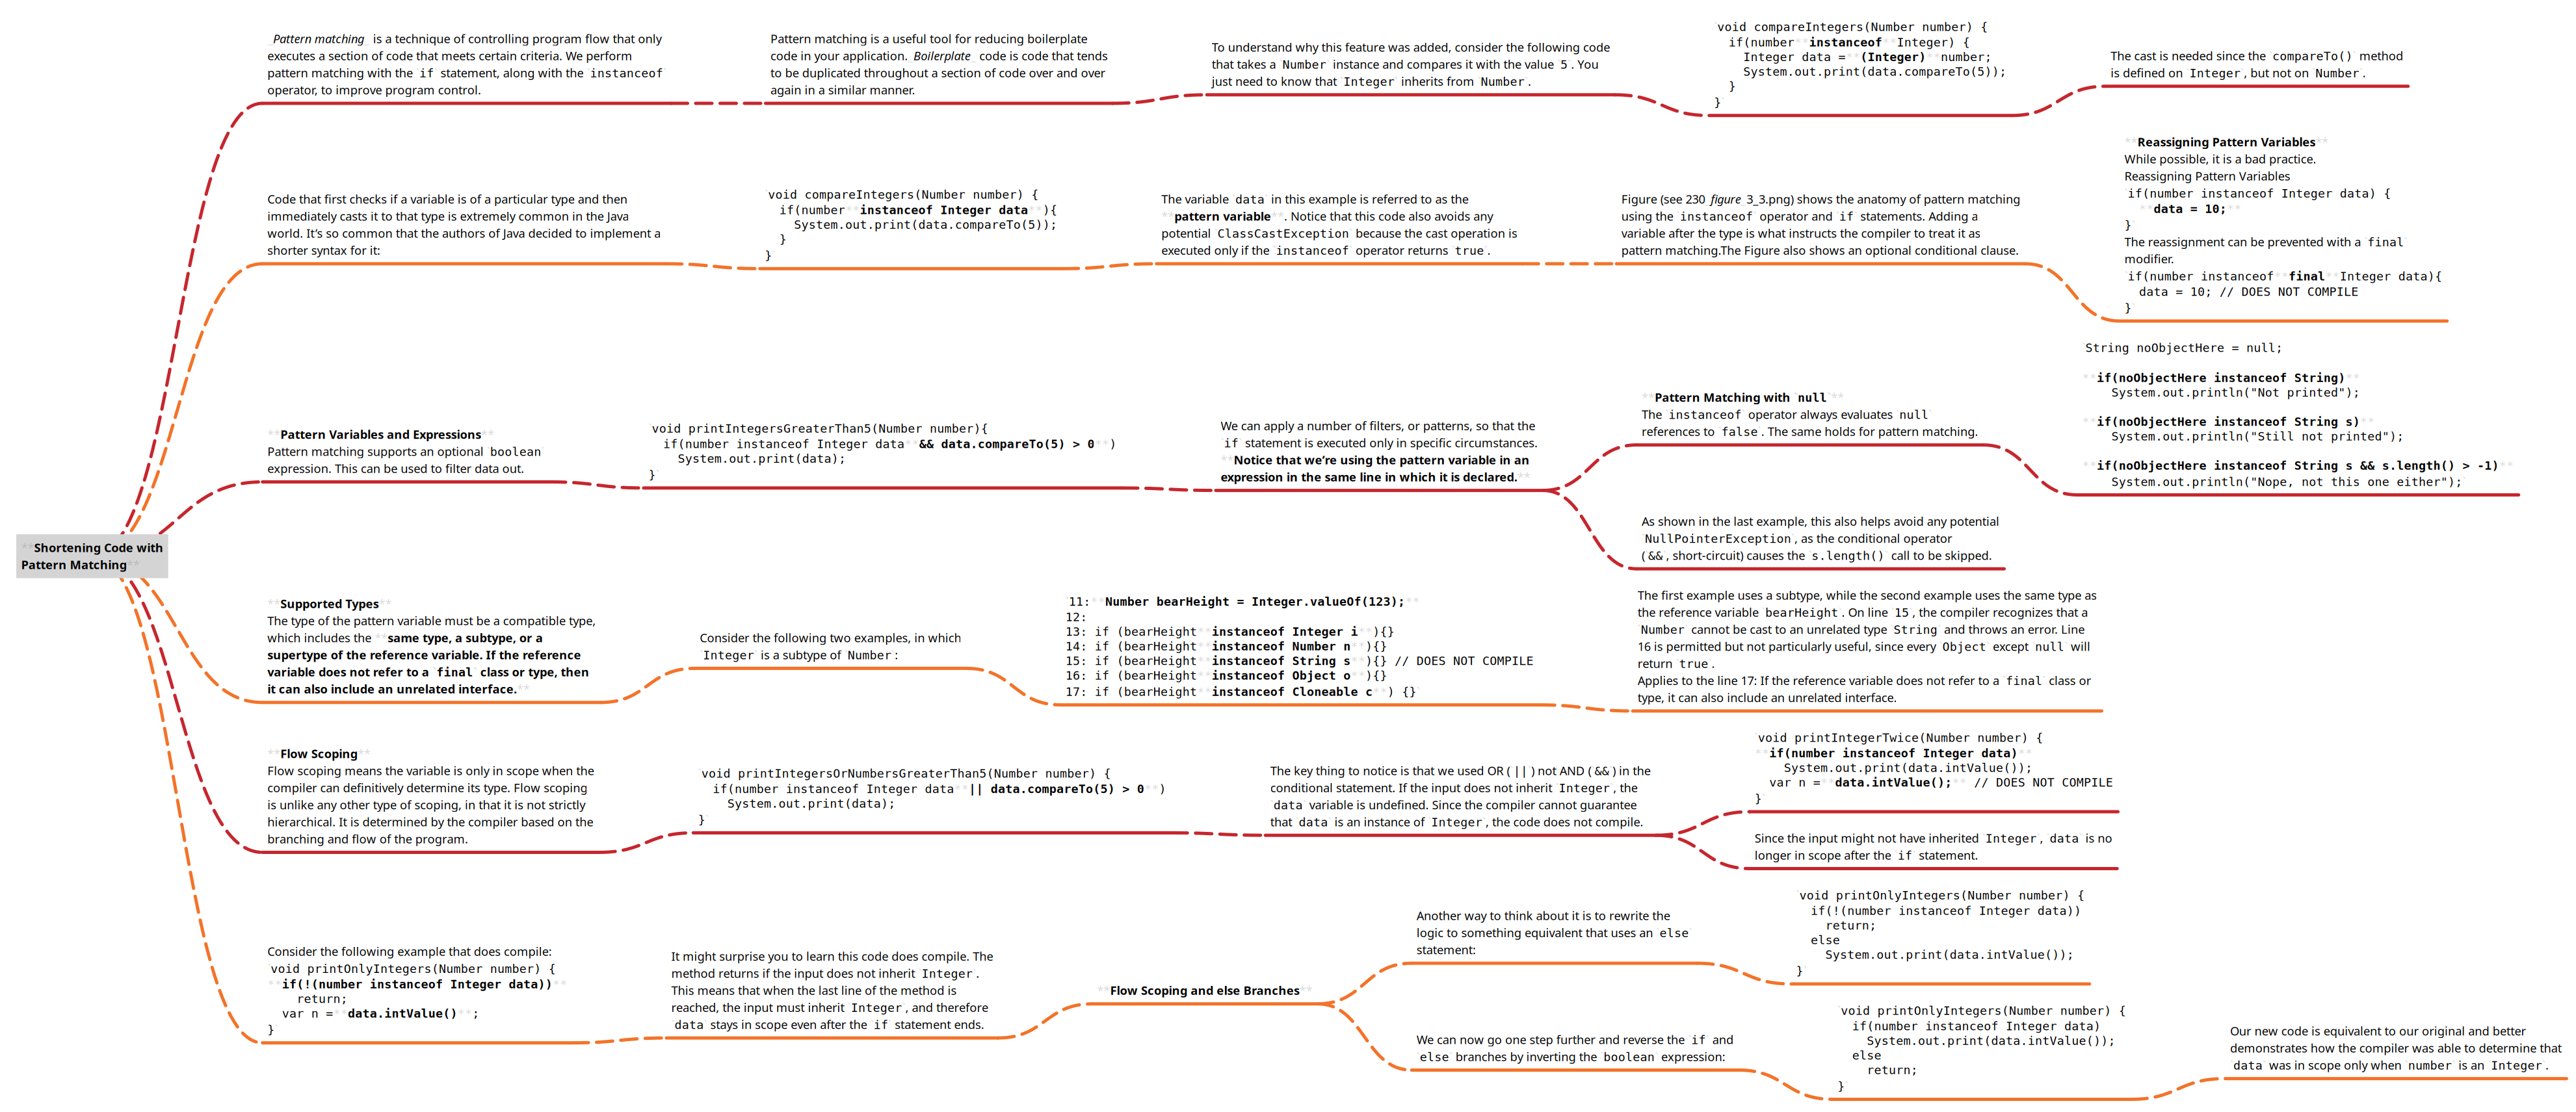 **Shortening Code with
Pattern Matching**
_Pattern matching_ is a technique of controlling program flow that only
executes a section of code that meets certain criteria. We perform
pattern matching with the `if` statement, along with the `instanceof`
operator, to improve program control.
Pattern matching is a useful tool for reducing boilerplate
code in your application. _Boilerplate_ code is code that tends
to be duplicated throughout a section of code over and over
again in a similar manner.
To understand why this feature was added, consider the following code
that takes a `Number` instance and compares it with the value `5`. You
just need to know that `Integer` inherits from `Number`.
`void compareIntegers(Number number) {
if(number**instanceof**Integer) {
Integer data =**(Integer)**number;
System.out.print(data.compareTo(5));
}
}`
The cast is needed since the `compareTo()` method
is defined on `Integer`, but not on `Number`.
Code that first checks if a variable is of a particular type and then
immediately casts it to that type is extremely common in the Java
world. It's so common that the authors of Java decided to implement a
shorter syntax for it:
`void compareIntegers(Number number) {
if(number**instanceof Integer data**){
System.out.print(data.compareTo(5));
}
}`
The variable `data` in this example is referred to as the
**pattern variable**. Notice that this code also avoids any
potential `ClassCastException` because the cast operation is
executed only if the `instanceof` operator returns `true`.
Figure (see 230_figure_3_3.png) shows the anatomy of pattern matching
using the `instanceof` operator and `if` statements. Adding a
variable after the type is what instructs the compiler to treat it as
pattern matching.The Figure also shows an optional conditional clause.
**Reassigning Pattern Variables**
While possible, it is a bad practice.
Reassigning Pattern Variables
`if(number instanceof Integer data) {
**data = 10;**
}`
The reassignment can be prevented with a `final`
modifier.
`if(number instanceof**final**Integer data){
data = 10; // DOES NOT COMPILE
}`
**Pattern Variables and Expressions**
Pattern matching supports an optional `boolean`
expression. This can be used to filter data out.
`void printIntegersGreaterThan5(Number number){
if(number instanceof Integer data**&& data.compareTo(5) > 0**)
System.out.print(data);
}`
We can apply a number of filters, or patterns, so that the
`if` statement is executed only in specific circumstances.
**Notice that we're using the pattern variable in an
expression in the same line in which it is declared.**
**Pattern Matching with `null`**
The `instanceof` operator always evaluates `null`
references to `false`. The same holds for pattern matching.
`String noObjectHere = null;
**if(noObjectHere instanceof String)**
System.out.println("Not printed");
**if(noObjectHere instanceof String s)**
System.out.println("Still not printed");
**if(noObjectHere instanceof String s && s.length() > -1)**
System.out.println("Nope, not this one either");`
As shown in the last example, this also helps avoid any potential
`NullPointerException`, as the conditional operator
(`&&`, short-circuit) causes the `s.length()` call to be skipped.
**Supported Types**
The type of the pattern variable must be a compatible type,
which includes the **same type, a subtype, or a
supertype of the reference variable. If the reference
variable does not refer to a `final` class or type, then
it can also include an unrelated interface.**
Consider the following two examples, in which
`Integer` is a subtype of `Number`:
`11:**Number bearHeight = Integer.valueOf(123);**
12:
13: if (bearHeight**instanceof Integer i**){}
14: if (bearHeight**instanceof Number n**){}
15: if (bearHeight**instanceof String s**){} // DOES NOT COMPILE
16: if (bearHeight**instanceof Object o**){}
17: if (bearHeight**instanceof Cloneable c**) {}`
The first example uses a subtype, while the second example uses the same type as
the reference variable `bearHeight`. On line `15`, the compiler recognizes that a
`Number` cannot be cast to an unrelated type `String` and throws an error. Line
16 is permitted but not particularly useful, since every `Object` except `null` will
return `true`.
Applies to the line 17: If the reference variable does not refer to a `final` class or
type, it can also include an unrelated interface.
**Flow Scoping**
Flow scoping means the variable is only in scope when the
compiler can definitively determine its type. Flow scoping
is unlike any other type of scoping, in that it is not strictly
hierarchical. It is determined by the compiler based on the
branching and flow of the program.
`void printIntegersOrNumbersGreaterThan5(Number number) {
if(number instanceof Integer data**|| data.compareTo(5) > 0**)
System.out.print(data);
}`
The key thing to notice is that we used OR (`||`) not AND (`&&`) in the
conditional statement. If the input does not inherit `Integer`, the
`data` variable is undefined. Since the compiler cannot guarantee
that `data` is an instance of `Integer`, the code does not compile.
`void printIntegerTwice(Number number) {
**if(number instanceof Integer data)**
System.out.print(data.intValue());
var n =**data.intValue();** // DOES NOT COMPILE
}`
Since the input might not have inherited `Integer`, `data` is no
longer in scope after the `if` statement.
Consider the following example that does compile:
`void printOnlyIntegers(Number number) {
**if(!(number instanceof Integer data))**
return;
var n =**data.intValue()**;
}`
It might surprise you to learn this code does compile. The
method returns if the input does not inherit `Integer`.
This means that when the last line of the method is
reached, the input must inherit `Integer`, and therefore
`data` stays in scope even after the `if` statement ends.
**Flow Scoping and else Branches**
Another way to think about it is to rewrite the
logic to something equivalent that uses an `else`
statement:
`void printOnlyIntegers(Number number) {
if(!(number instanceof Integer data))
return;
else
System.out.print(data.intValue());
}`
We can now go one step further and reverse the `if` and
`else` branches by inverting the `boolean` expression:
`void printOnlyIntegers(Number number) {
if(number instanceof Integer data)
System.out.print(data.intValue());
else
return;
}`
Our new code is equivalent to our original and better
demonstrates how the compiler was able to determine that
`data` was in scope only when `number` is an `Integer`.